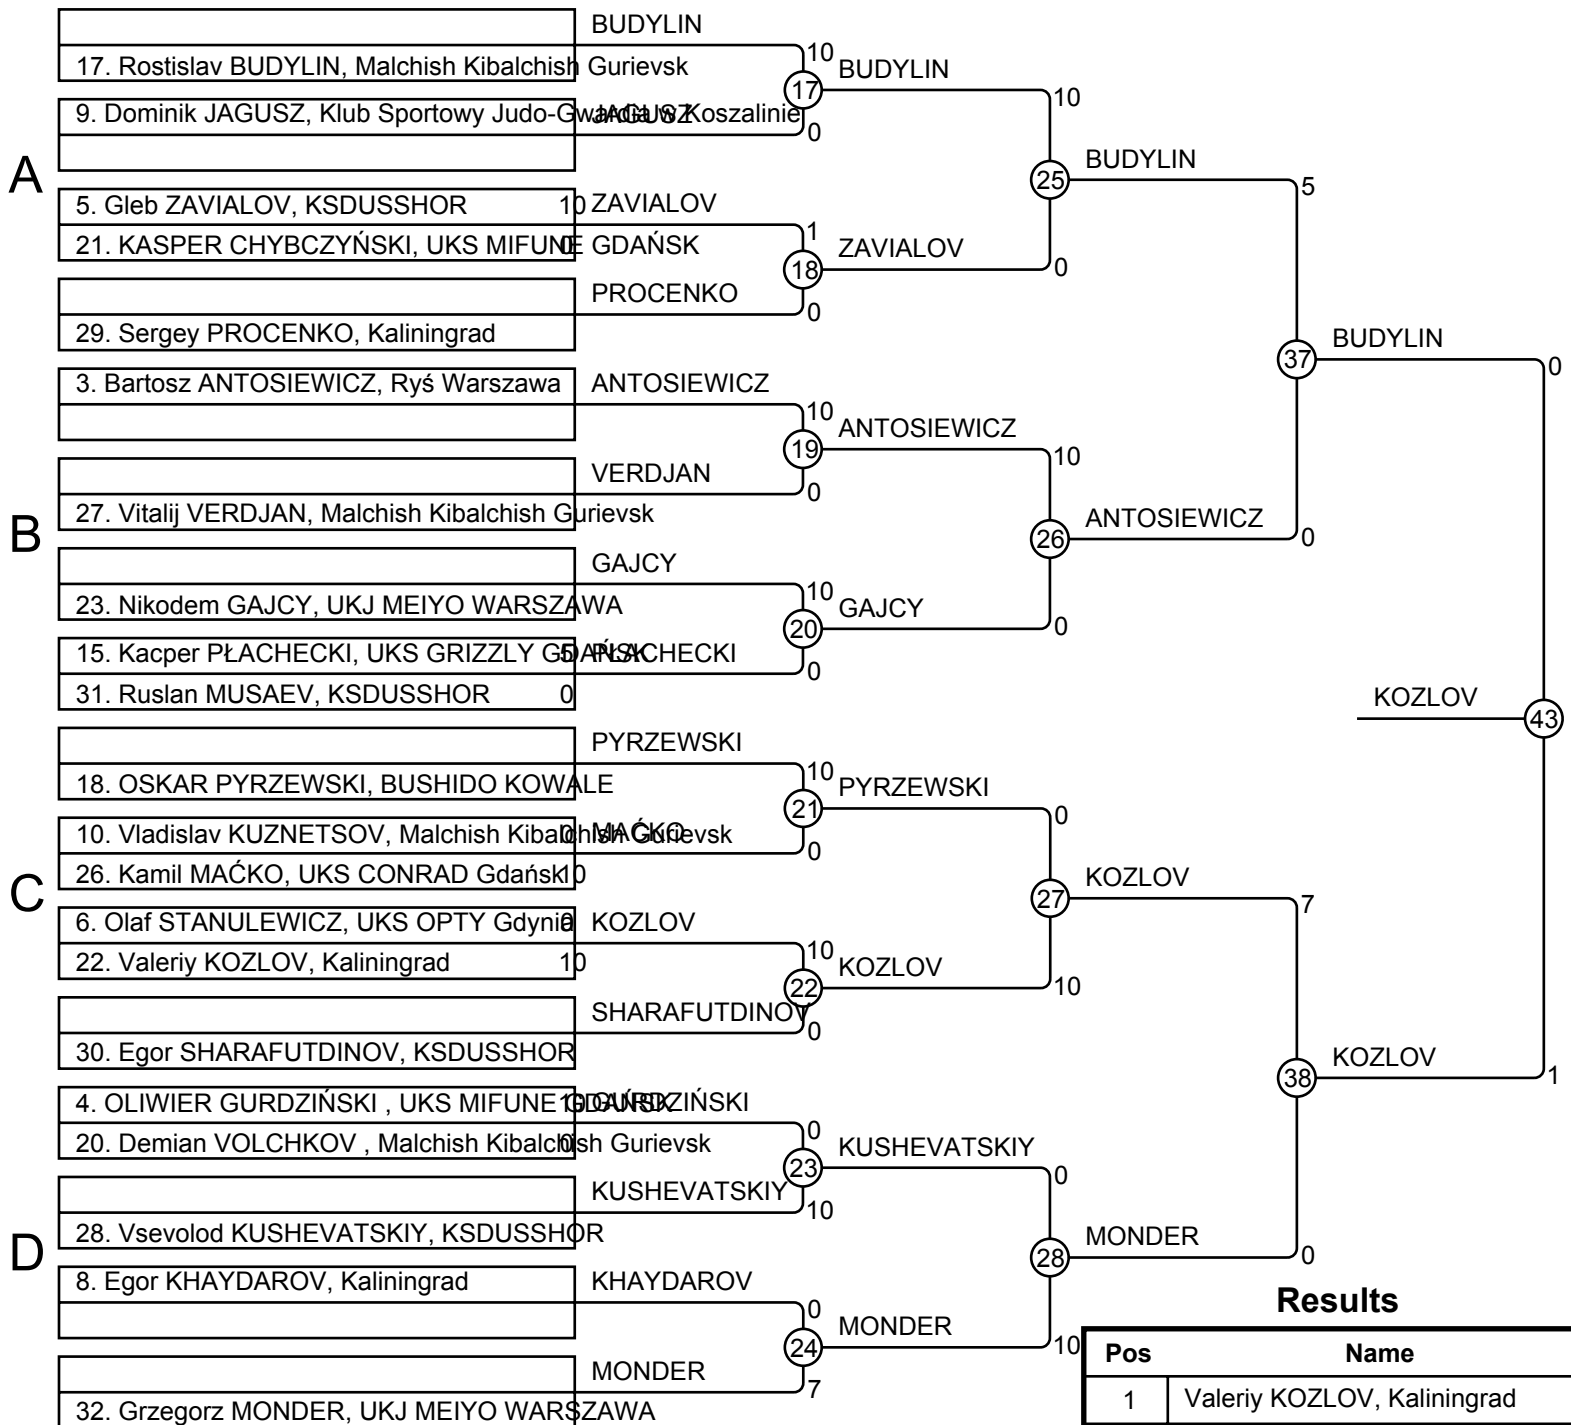 BUDYLIN
17. Rostislav BUDYLIN, Malchish Kibalchish Gurievsk
10
17
BUDYLIN
9. Dominik JAGUSZ, Klub Sportowy Judo-Gwardia w Koszalinie
JAGUSZ
0
10
A
25
BUDYLIN
5. Gleb ZAVIALOV, KSDUSSHOR 10
ZAVIALOV
21. KASPER CHYBCZYŃSKI, UKS MIFUNE GDAŃSK 0
1
18
ZAVIALOV
0
PROCENKO
29. Sergey PROCENKO, Kaliningrad
0
5
37
BUDYLIN
3. Bartosz ANTOSIEWICZ, Ryś Warszawa
ANTOSIEWICZ
10
19
ANTOSIEWICZ
VERDJAN
27. Vitalij VERDJAN, Malchish Kibalchish Gurievsk
0
10
B
26
ANTOSIEWICZ
0
GAJCY
23. Nikodem GAJCY, UKJ MEIYO WARSZAWA
10
20
GAJCY
0
15. Kacper PŁACHECKI, UKS GRIZZLY GDAŃSK 5
PŁACHECKI
31. Ruslan MUSAEV, KSDUSSHOR 0
0
0
KOZLOV
43
PYRZEWSKI
18. OSKAR PYRZEWSKI, BUSHIDO KOWALE
10
21
PYRZEWSKI
10. Vladislav KUZNETSOV, Malchish Kibalchish Gurievsk 0
MAĆKO
26. Kamil MAĆKO, UKS CONRAD Gdańsk 10
0
0
C
27
KOZLOV
6. Olaf STANULEWICZ, UKS OPTY Gdynia 0
KOZLOV
22. Valeriy KOZLOV, Kaliningrad 10
10
22
KOZLOV
10
SHARAFUTDINOV
30. Egor SHARAFUTDINOV, KSDUSSHOR
0
7
38
KOZLOV
1
4. OLIWIER GURDZIŃSKI , UKS MIFUNE GDAŃSK 10
GURDZIŃSKI
20. Demian VOLCHKOV , Malchish Kibalchish Gurievsk 0
0
23
KUSHEVATSKIY
KUSHEVATSKIY
28. Vsevolod KUSHEVATSKIY, KSDUSSHOR
10
0
D
28
MONDER
0
8. Egor KHAYDAROV, Kaliningrad
KHAYDAROV
0
24
MONDER
10
MONDER
32. Grzegorz MONDER, UKJ MEIYO WARSZAWA
7
Results
Pos Name
1 Valeriy KOZLOV, Kaliningrad